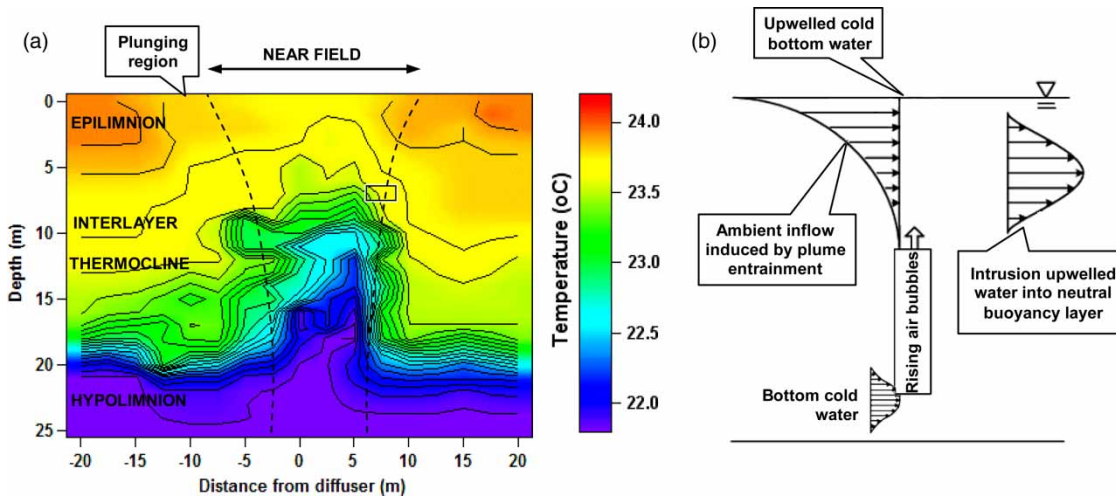 (a)
Plunging
region
NEAR FIELD
EPILIMNION
INTERLAYER
THERMOCLINE
HYPOLIMNION
0
5
10
15
20
25
Depth (m)
-20
-15
-10
-5
0
5
10
15
20
Distance from diffuser (m)
24.0
23.5
23.0
22.5
22.0
Temperature (oC)
(b)
Upwelled cold
bottom water
Ambient inflow
induced by plume
entrainment
Rising air bubbles
Intrusion upwelled
water into neutral
buoyancy layer
Bottom cold
water